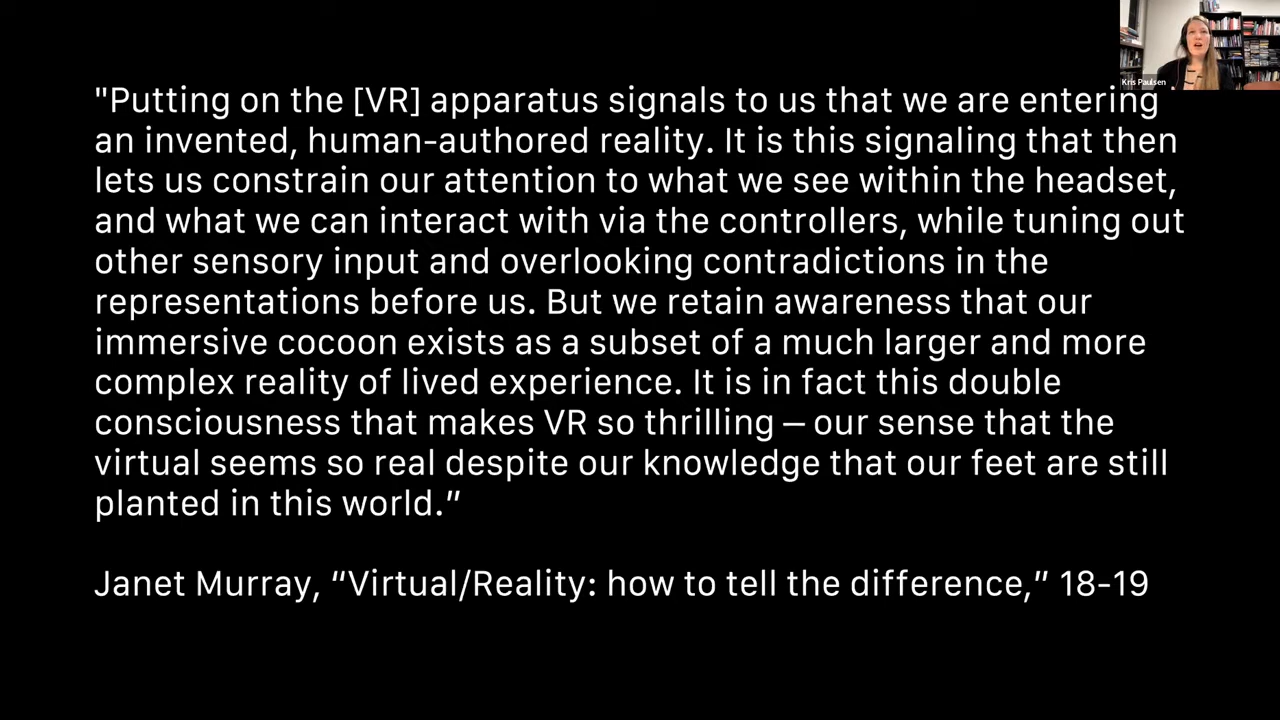 Kris Paulsen
"Putting on the [VR] apparatus signals to us that we are entering
an invented, human-authored reality. It is this signaling that then
lets us constrain our attention to what we see within the headset,
and what we can interact with via the controllers, while tuning out
other sensory input and overlooking contradictions in the
representations before us. But we retain awareness that our
immersive cocoon exists as a subset of a much larger and more
complex reality of lived experience. It is in fact this double
consciousness that makes VR so thrilling – our sense that the
virtual seems so real despite our knowledge that our feet are still
planted in this world.”
Janet Murray, “Virtual/Reality: how to tell the difference,” 18-19